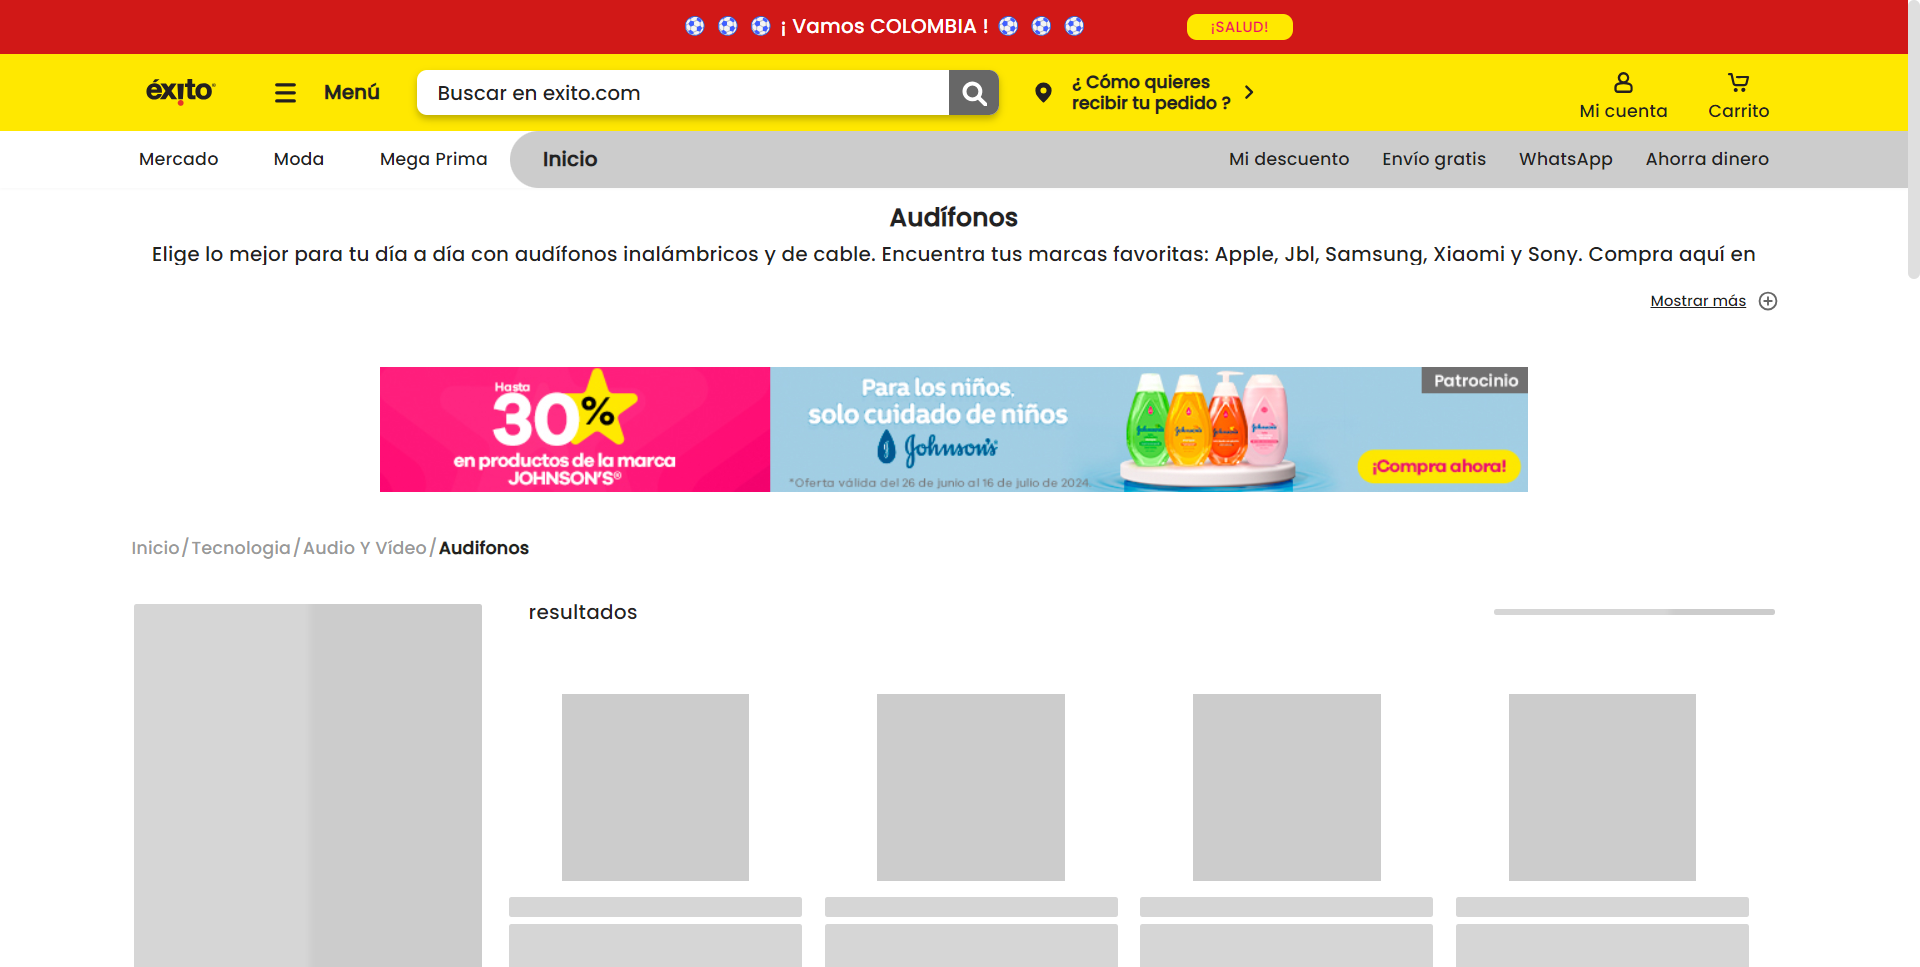 ¡ Vamos COLOMBIA !
¡SALUD!
éxito
Menú
Buscar en exito.com
¿ Cómo quieres
recibir tu pedido ?
Mi cuenta
Carrito
Mercado
Moda
Mega Prima
Inicio
Mi descuento
Envío gratis
WhatsApp
Ahorra dinero
Audífonos
Elige lo mejor para tu día a día con audífonos inalámbricos y de cable. Encuentra tus marcas favoritas: Apple, Jbl, Samsung, Xiaomi y Sony. Compra aquí en
Mostrar más
Hasta
30%
en productos de la marca
JOHNSON'S®
Para los niños,
solo cuidado de niños
Johnson's
*Oferta válida del 26 de junio al 16 de julio de 2024.
Patrocinio
¡Compra ahora!
Inicio/Tecnologia/Audio Y Vídeo/Audifonos
resultados